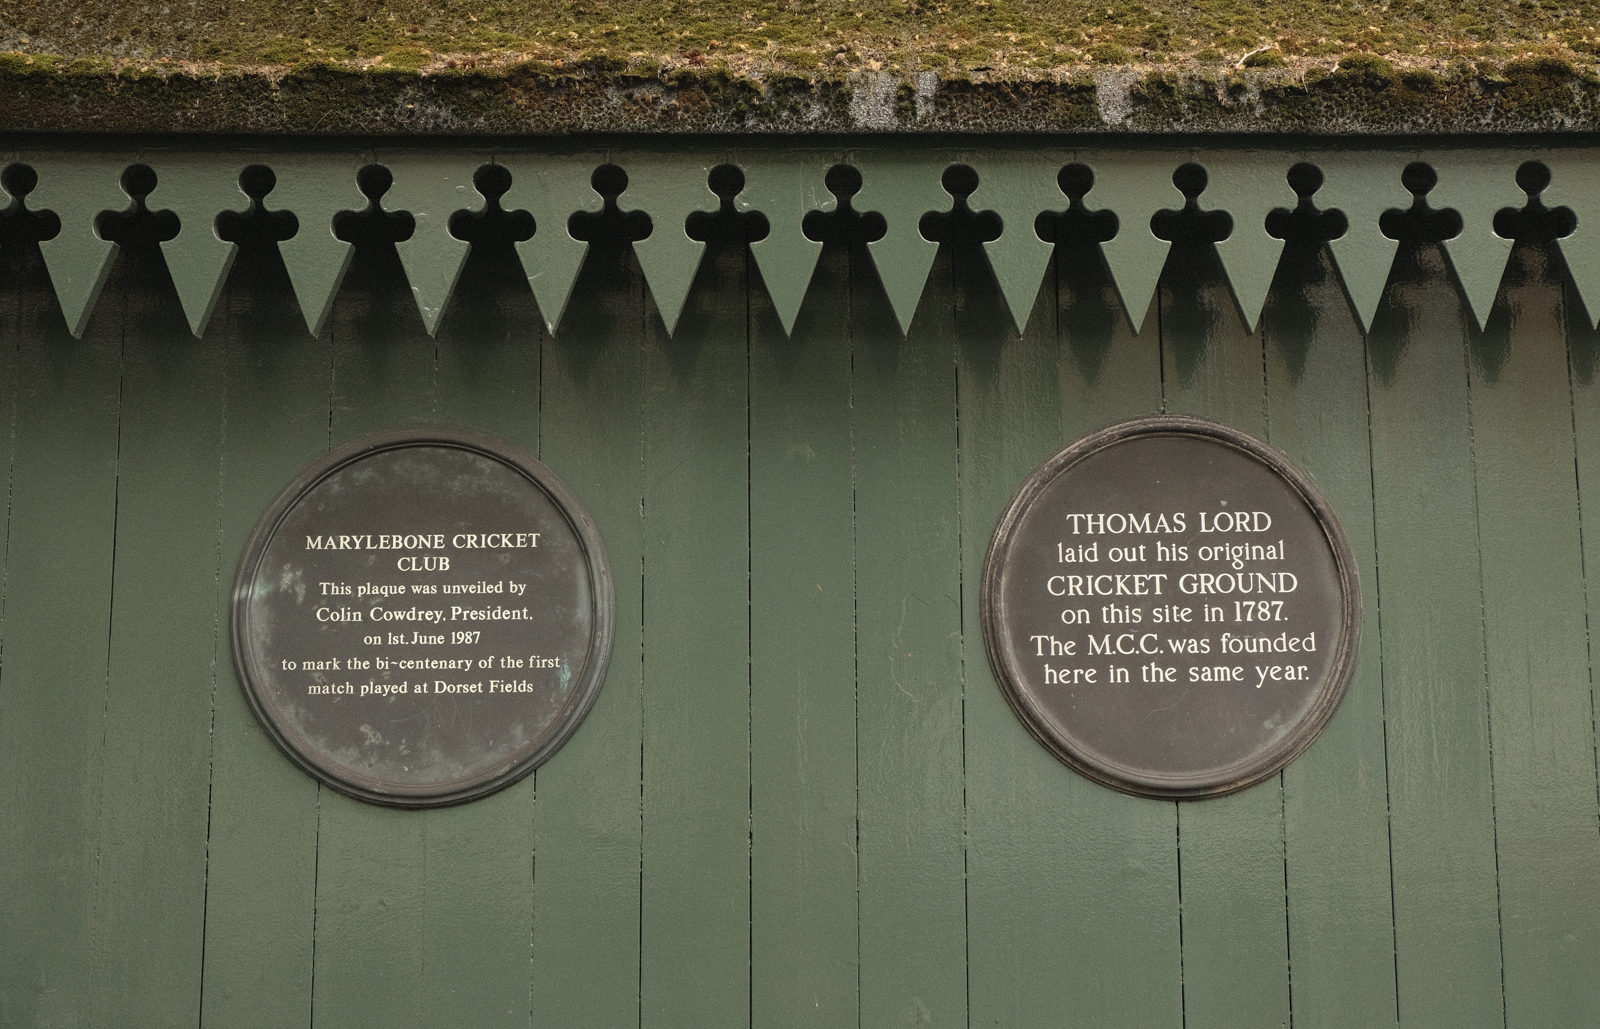 MARYLEBONE CRICKET
CLUB
This plaque was unveiled by
Colin Cowdrey, President,
on 1st. June 1987
to mark the bi~centenary of the first
match played at Dorset Fields
THOMAS LORD
laid out his original
CRICKET GROUND
on this site in 1787.
The M.C.C. was founded
here in the same year.